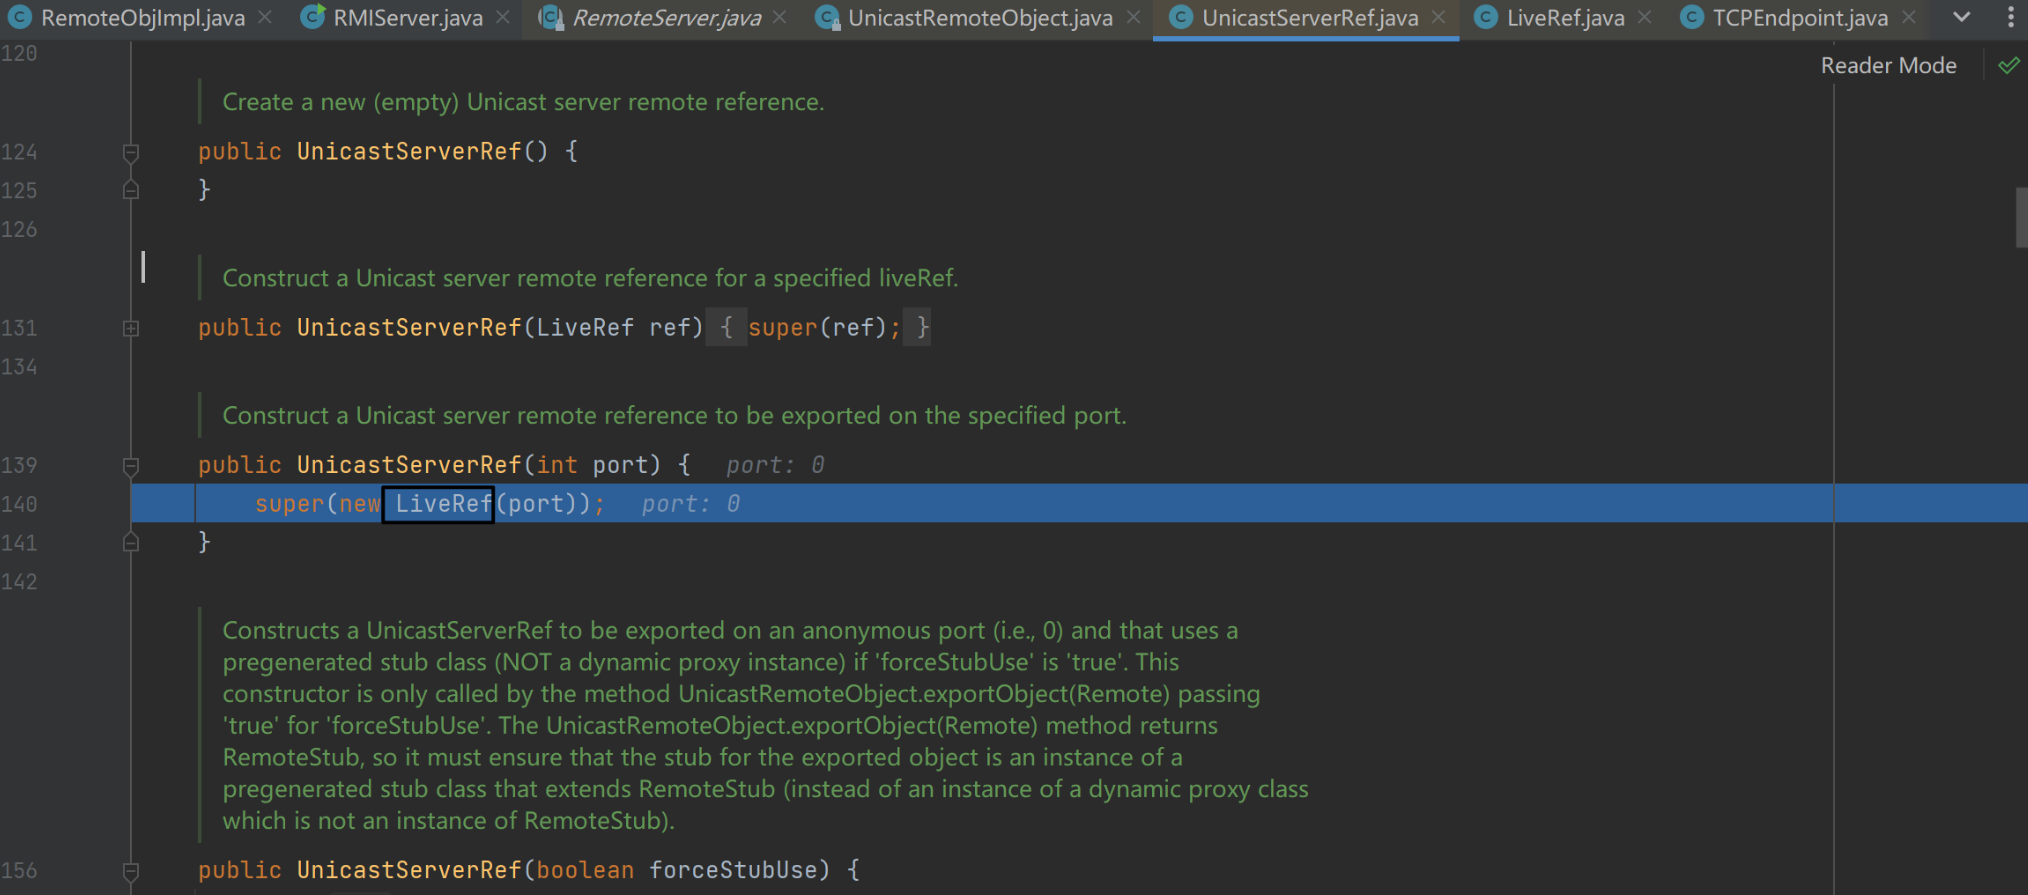 RemoteObjImpl.java RMIServer.java RemoteServer.java UnicastRemoteObject.java UnicastServerRef.java LiveRef.java TCPEndpoint.java
120
Reader Mode
Create a new (empty) Unicast server remote reference.
124 public UnicastServerRef() {
125 }
126
Construct a Unicast server remote reference for a specified liveRef.
131 public UnicastServerRef(LiveRef ref) { super(ref); }
134
Construct a Unicast server remote reference to be exported on the specified port.
139 public UnicastServerRef(int port) { port: 0
140 super(new LiveRef(port)); port: 0
141 }
142
Constructs a UnicastServerRef to be exported on an anonymous port (i.e., 0) and that uses a
pregenerated stub class (NOT a dynamic proxy instance) if 'forceStubUse' is 'true'. This
constructor is only called by the method UnicastRemoteObject.exportObject(Remote) passing
'true' for 'forceStubUse'. The UnicastRemoteObject.exportObject(Remote) method returns
RemoteStub, so it must ensure that the stub for the exported object is an instance of a
pregenerated stub class that extends RemoteStub (instead of an instance of a dynamic proxy class
which is not an instance of RemoteStub).
156 public UnicastServerRef(boolean forceStubUse) {